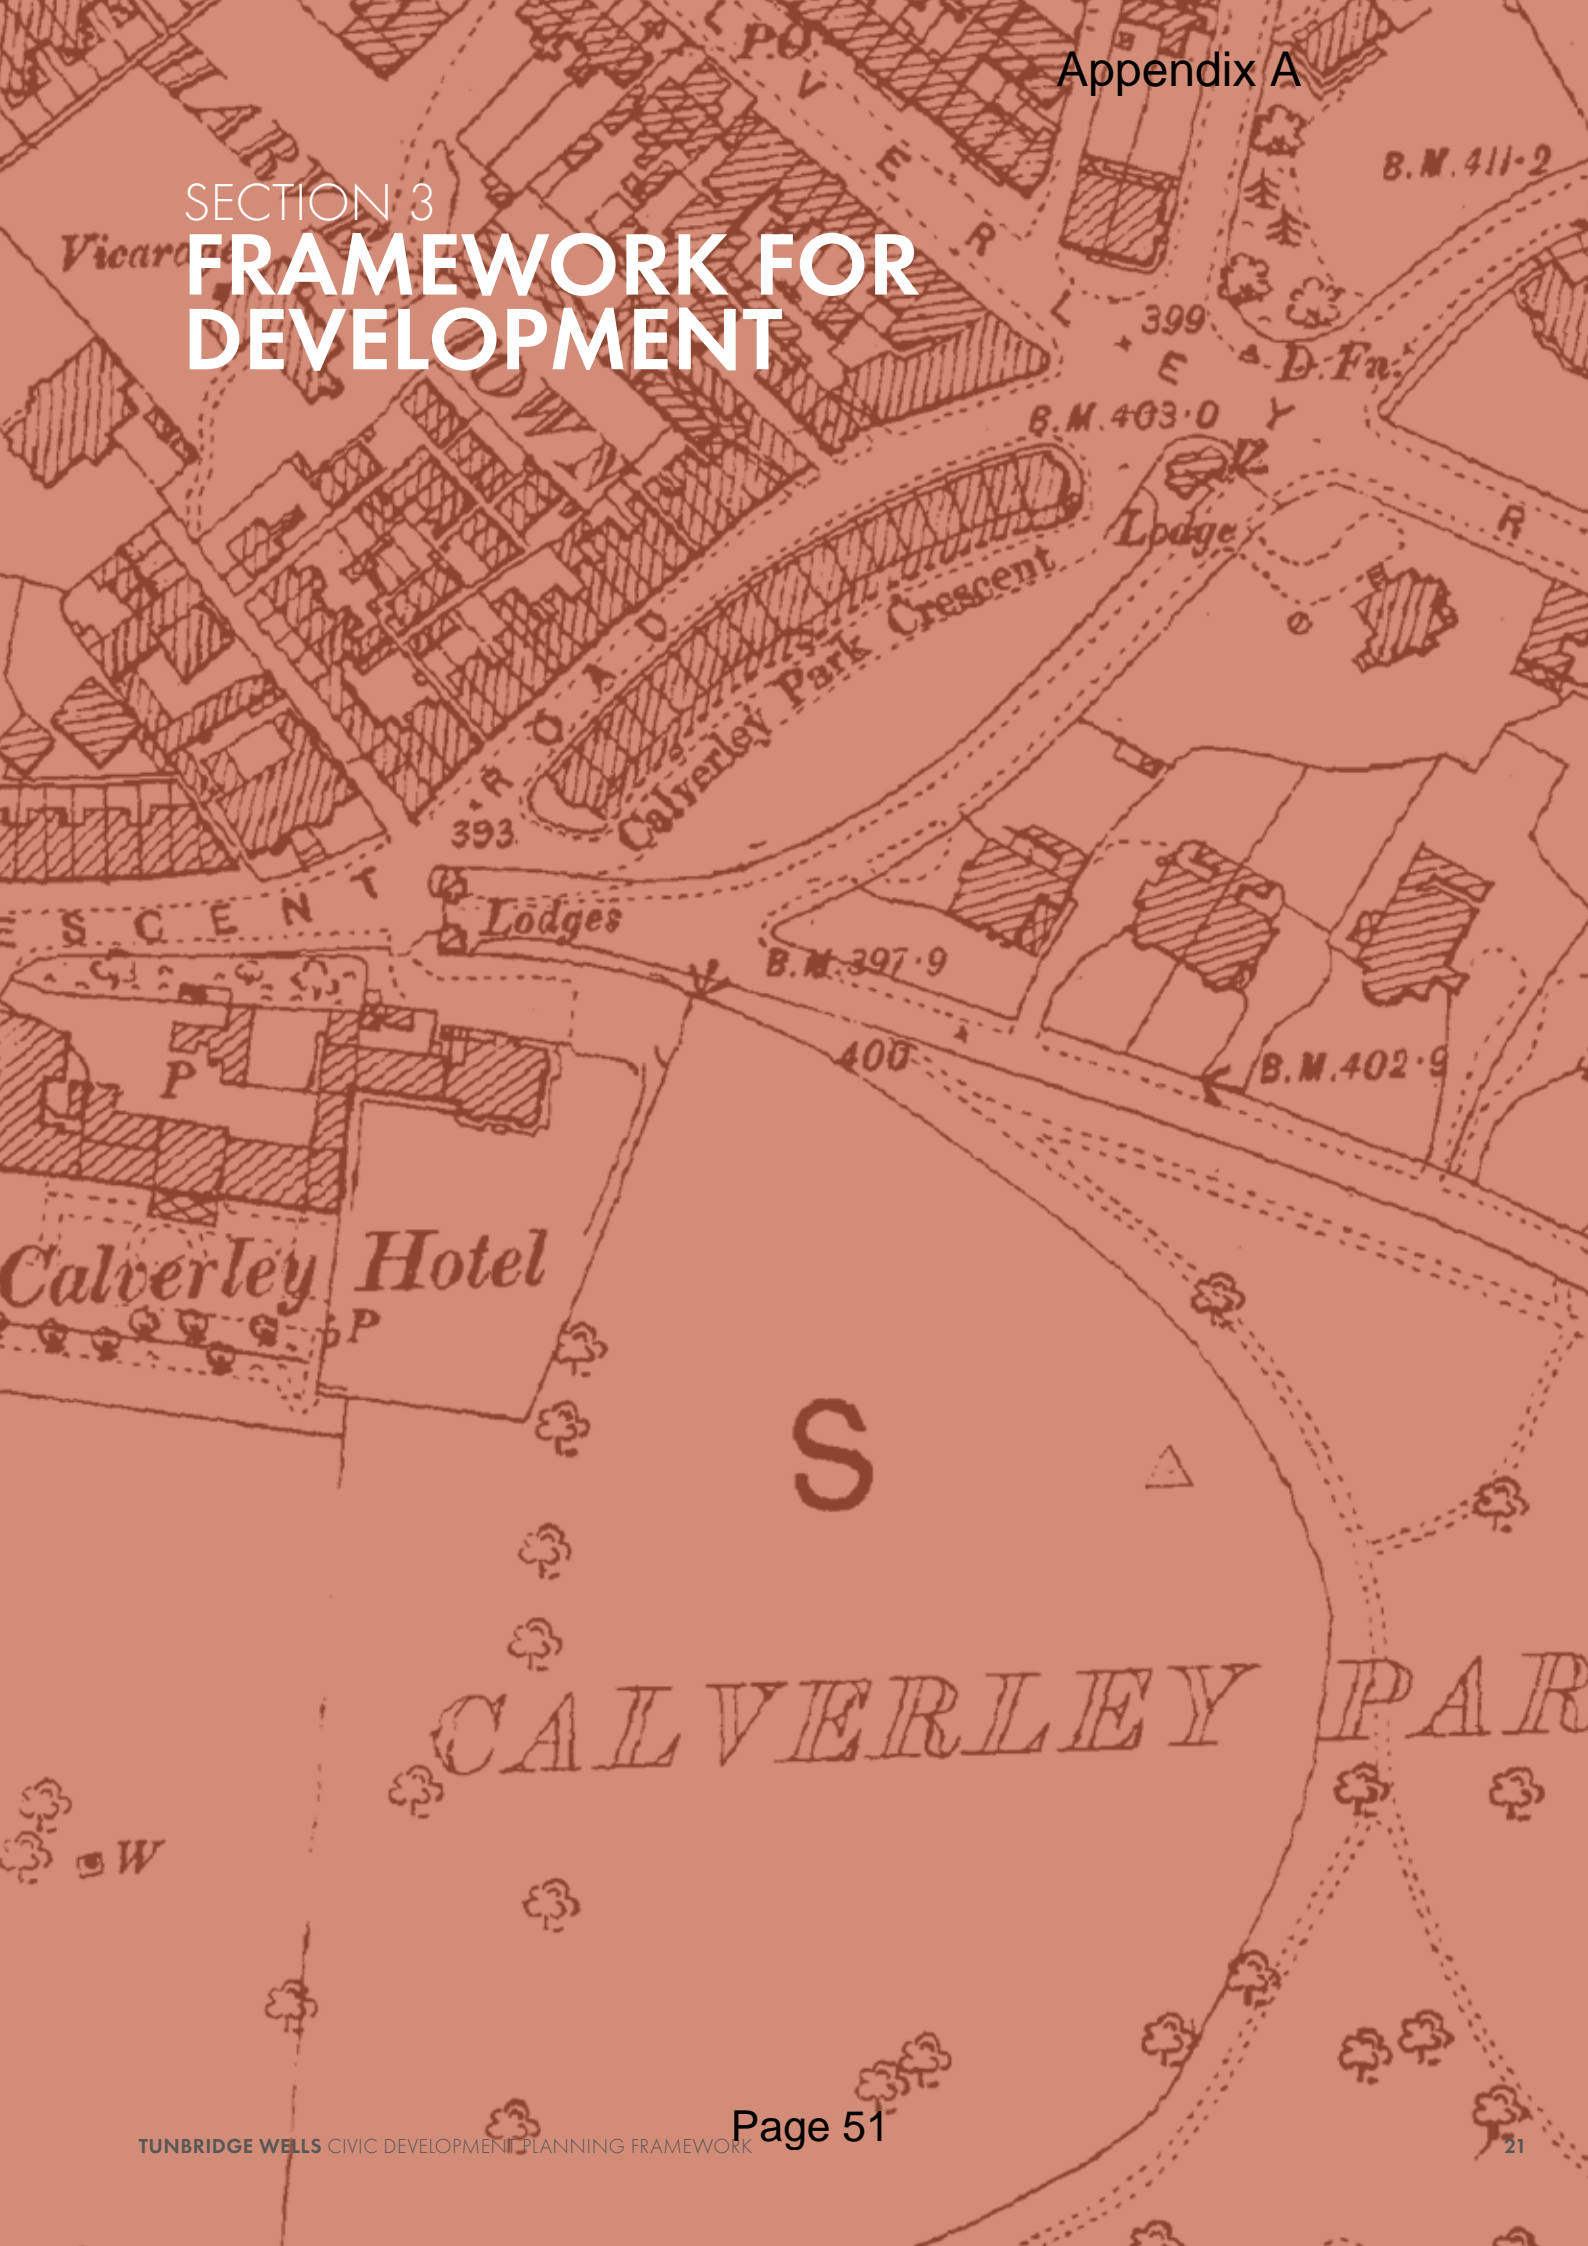 Appendix A
SECTION 3
FRAMEWORK FOR
DEVELOPMENT
P.O.
V
E
R
L
E
Y
B.M. 411·2
399
D.Fn.
B.M. 403·0
Lodge
R
R O A D
Calverley Park Crescent
393
E S C E N T
Lodges
B.M. 397·9
400
B.M. 402·9
P
Calverley Hotel
P
S
CALVERLEY PAR
W
Page 51
TUNBRIDGE WELLS CIVIC DEVELOPMENT PLANNING FRAMEWORK
21